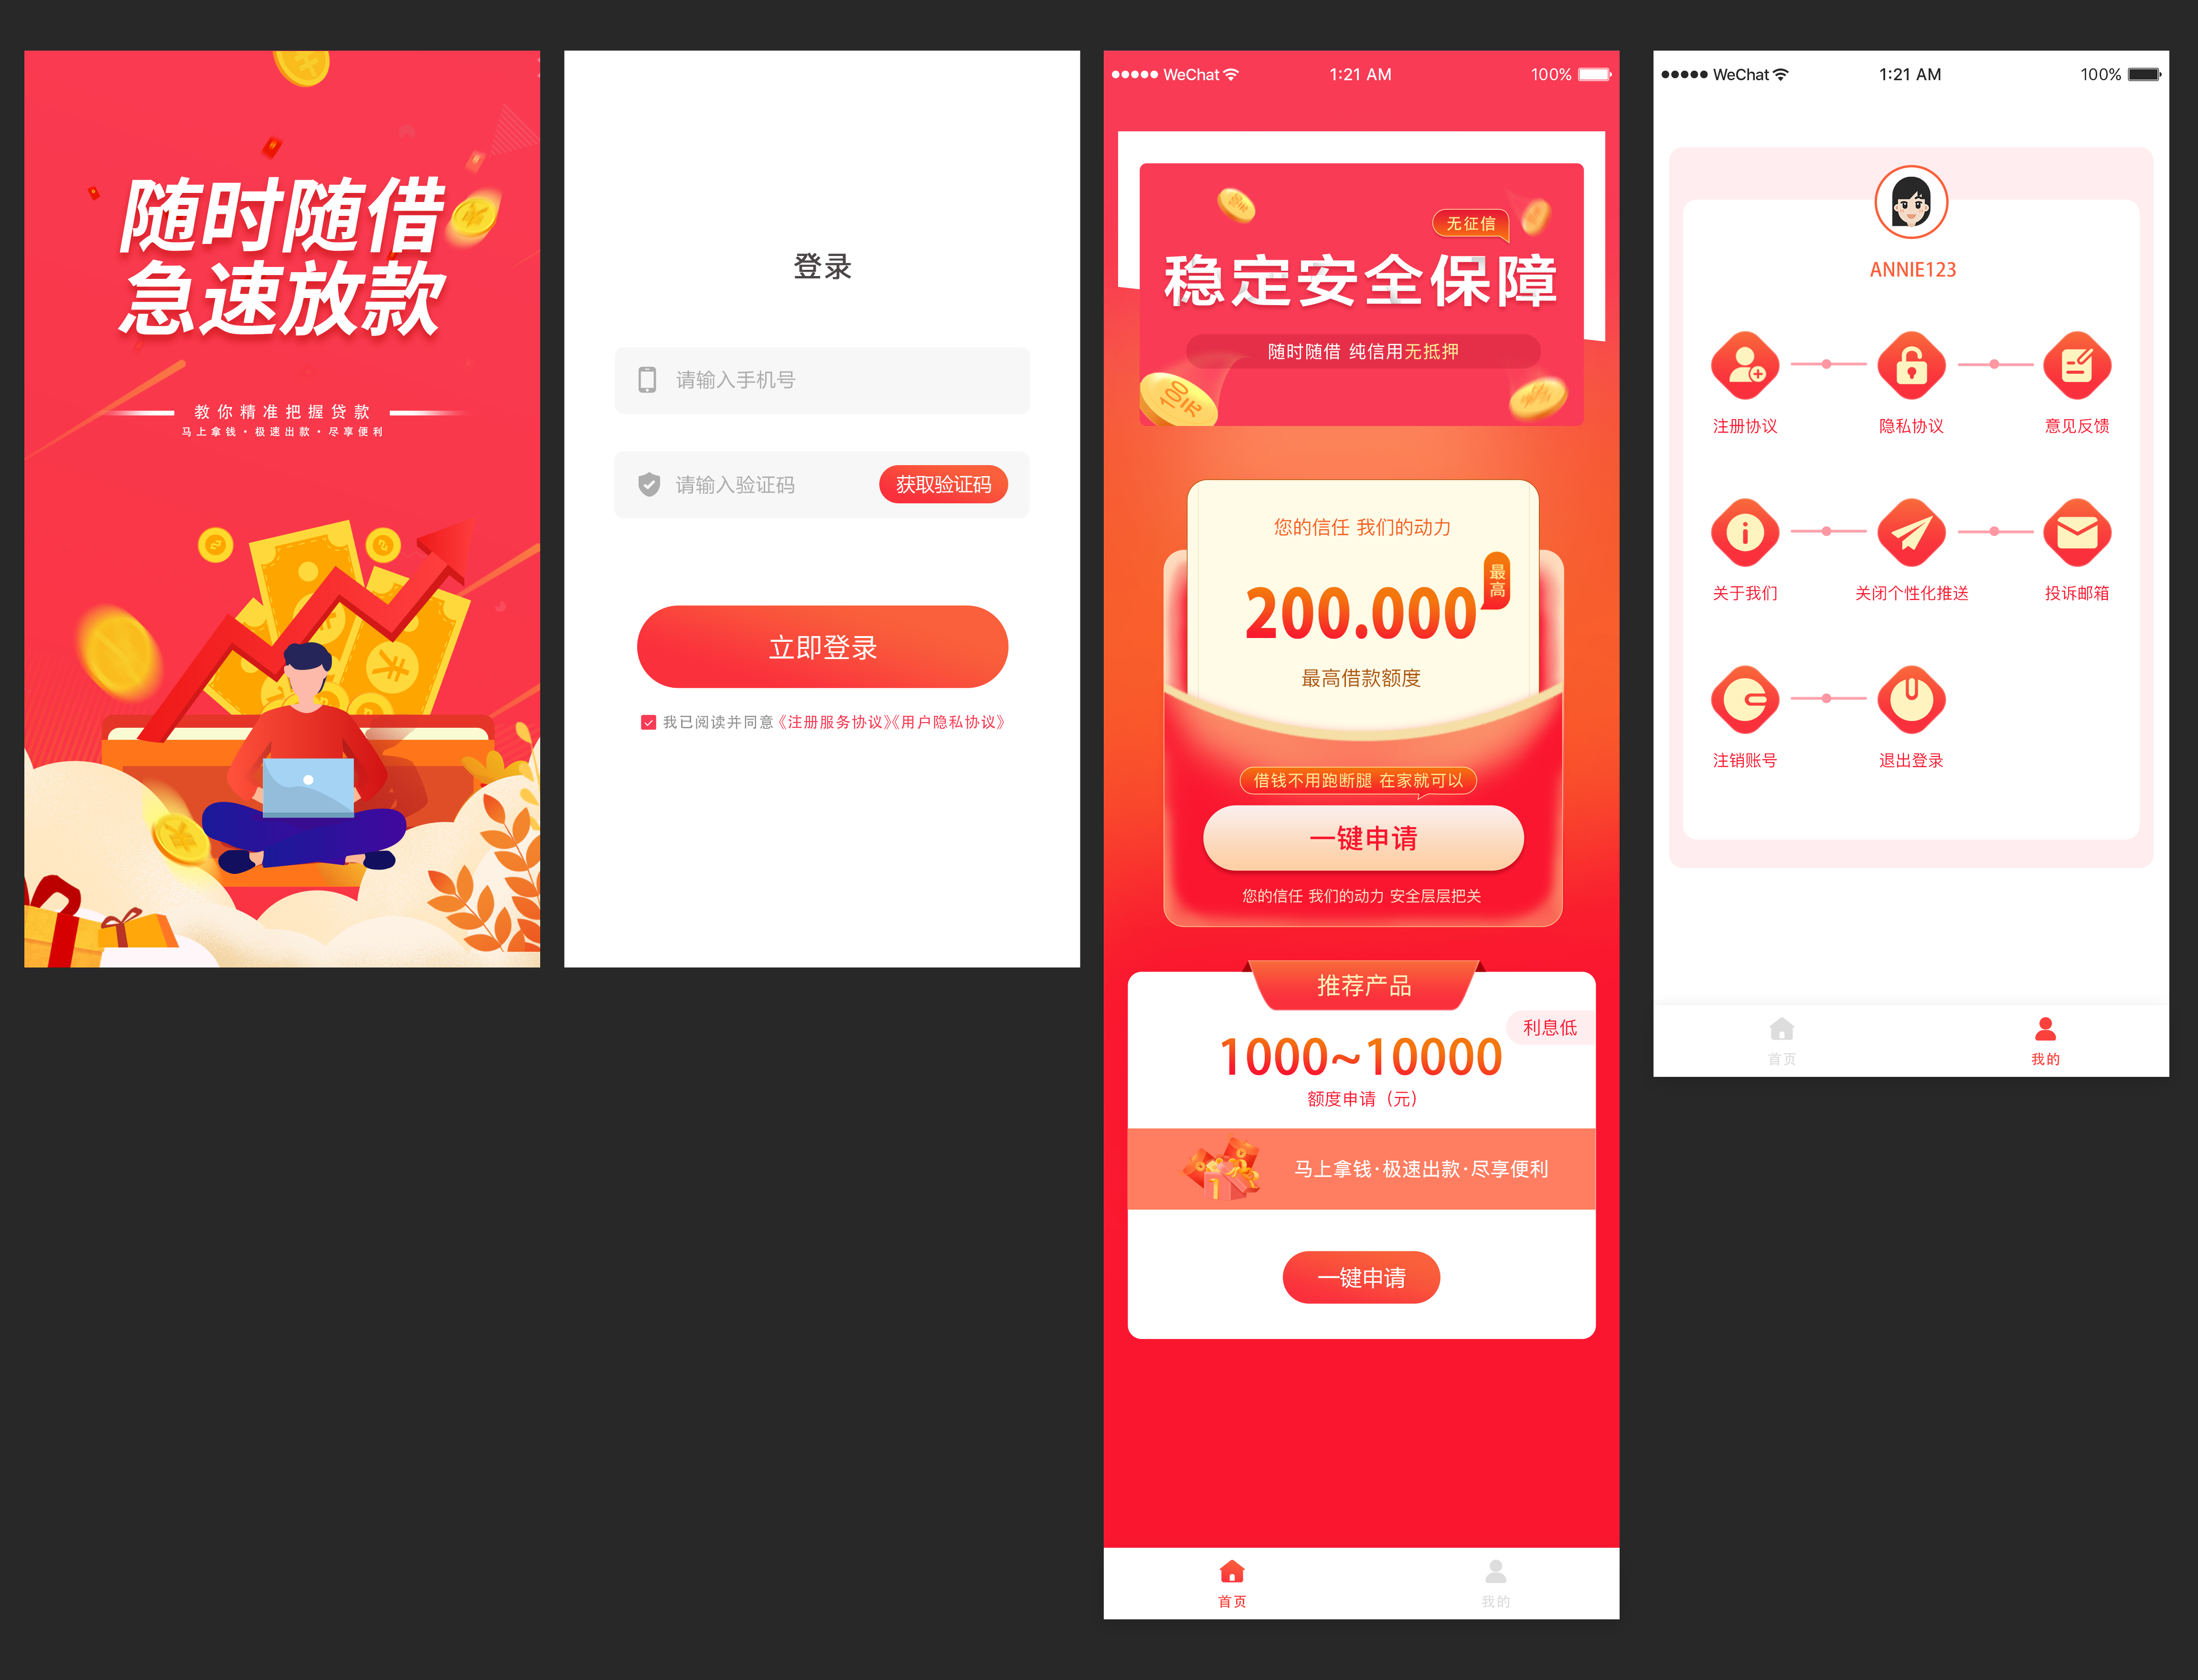 随时随借
急速放款
教你精准把握贷款
马上拿钱·极速出款·尽享便利
登录
请输入手机号
请输入验证码
获取验证码
立即登录
我已阅读并同意《注册服务协议》《用户隐私协议》
WeChat 1:21 AM 100%
无征信
稳定安全保障
随时随借 纯信用无抵押
100
您的信任 我们的动力
最高
200.000
最高借款额度
借钱不用跑断腿 在家就可以
一键申请
您的信任 我们的动力 安全层层把关
推荐产品
利息低
1000~10000
额度申请（元）
马上拿钱·极速出款·尽享便利
一键申请
首页 我的
WeChat 1:21 AM 100%
ANNIE123
注册协议 隐私协议 意见反馈
关于我们 关闭个性化推送 投诉邮箱
注销账号 退出登录
首页 我的